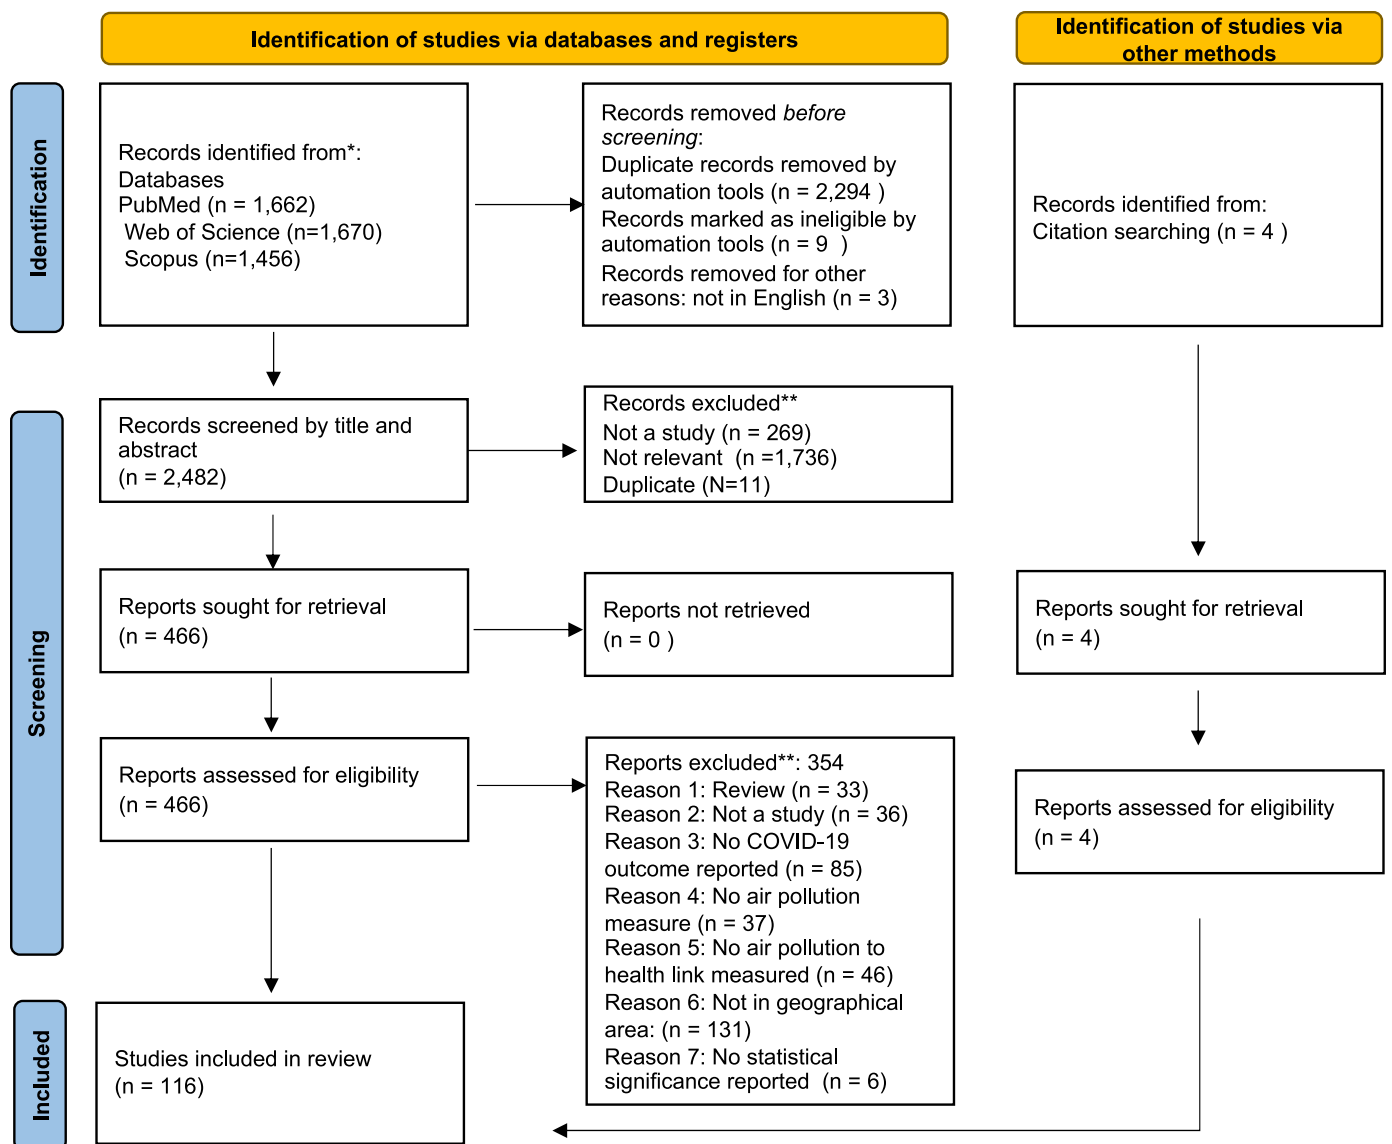 Identification of studies via databases and registers
Identification of studies via
other methods
Identification
Records identified from*:
Databases
PubMed (n = 1,662)
Web of Science (n=1,670)
Scopus (n=1,456)
Records removed before
screening:
Duplicate records removed by
automation tools (n = 2,294 )
Records marked as ineligible by
automation tools (n = 9 )
Records removed for other
reasons: not in English (n = 3)
Records identified from:
Citation searching (n = 4 )
Screening
Records screened by title and
abstract
(n = 2,482)
Records excluded**
Not a study (n = 269)
Not relevant (n =1,736)
Duplicate (N=11)
Reports sought for retrieval
(n = 466)
Reports not retrieved
(n = 0 )
Reports sought for retrieval
(n = 4)
Reports assessed for eligibility
(n = 466)
Reports excluded**: 354
Reason 1: Review (n = 33)
Reason 2: Not a study (n = 36)
Reason 3: No COVID-19
outcome reported (n = 85)
Reason 4: No air pollution
measure (n = 37)
Reason 5: No air pollution to
health link measured (n = 46)
Reason 6: Not in geographical
area: (n = 131)
Reason 7: No statistical
significance reported (n = 6)
Reports assessed for eligibility
(n = 4)
Included
Studies included in review
(n = 116)